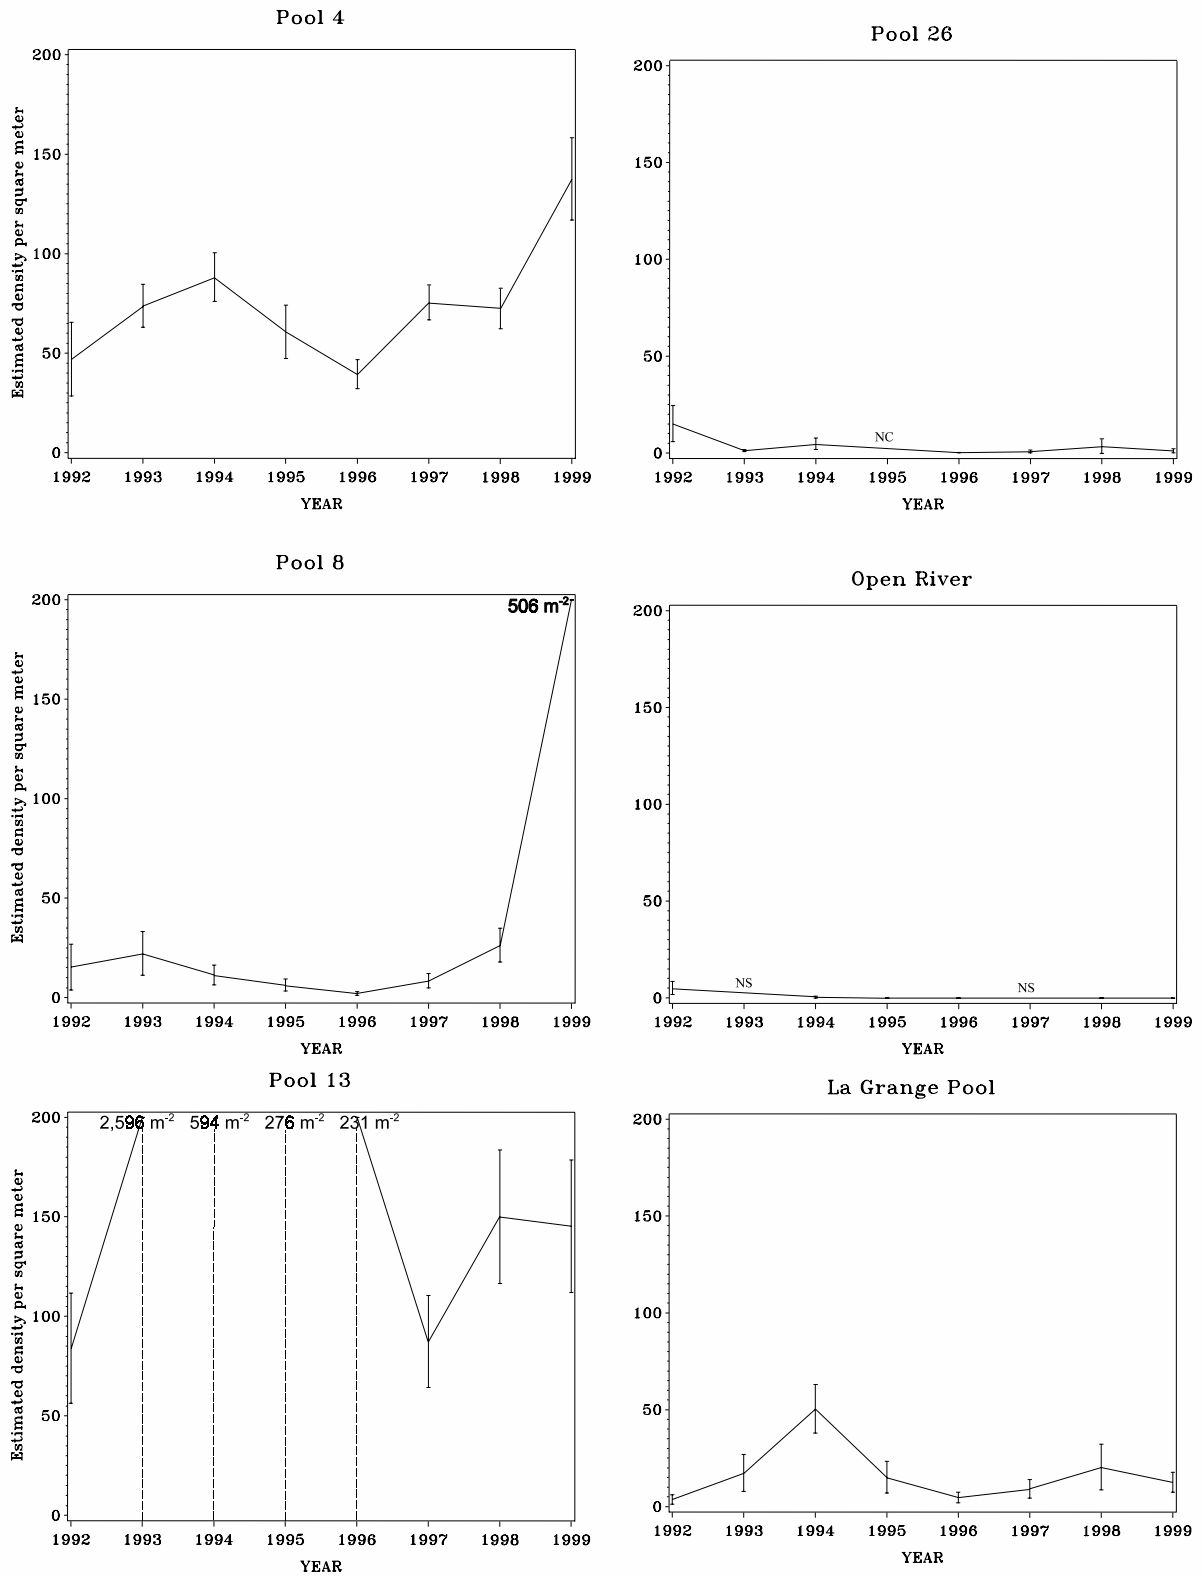 Pool 4
Estimated density per square meter
200
150
100
50
0
1992 1993 1994 1995 1996 1997 1998 1999
YEAR
Pool 26
200
150
100
50
0
NC
1992 1993 1994 1995 1996 1997 1998 1999
YEAR
Pool 8
Estimated density per square meter
200
150
100
50
0
506 m-2
1992 1993 1994 1995 1996 1997 1998 1999
YEAR
Open River
200
150
100
50
0
NS NS
1992 1993 1994 1995 1996 1997 1998 1999
YEAR
Pool 13
Estimated density per square meter
200
150
100
50
0
2,596 m-2 594 m-2 276 m-2 231 m-2
1992 1993 1994 1995 1996 1997 1998 1999
YEAR
La Grange Pool
200
150
100
50
0
1992 1993 1994 1995 1996 1997 1998 1999
YEAR